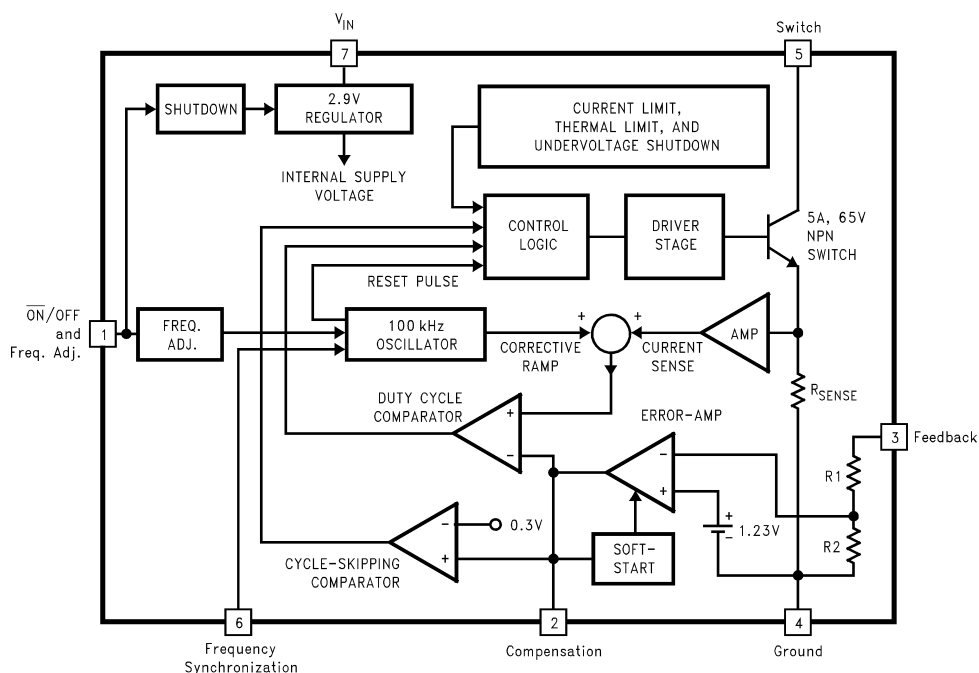 V_IN
Switch
7
5
SHUTDOWN
2.9V
REGULATOR
CURRENT LIMIT,
THERMAL LIMIT, AND
UNDERVOLTAGE SHUTDOWN
INTERNAL SUPPLY
VOLTAGE
CONTROL
LOGIC
DRIVER
STAGE
5A, 65V
NPN
SWITCH
RESET PULSE
O̅N̅/OFF
and
Freq. Adj.
1
FREQ.
ADJ.
100 kHz
OSCILLATOR
+
+
CORRECTIVE
RAMP
CURRENT
SENSE
AMP
R_SENSE
DUTY CYCLE
COMPARATOR
+
−
ERROR-AMP
−
+
3
Feedback
R1
+
1.23V
−
R2
−
0.3V
+
CYCLE-SKIPPING
COMPARATOR
SOFT-
START
6
2
4
Frequency
Synchronization
Compensation
Ground